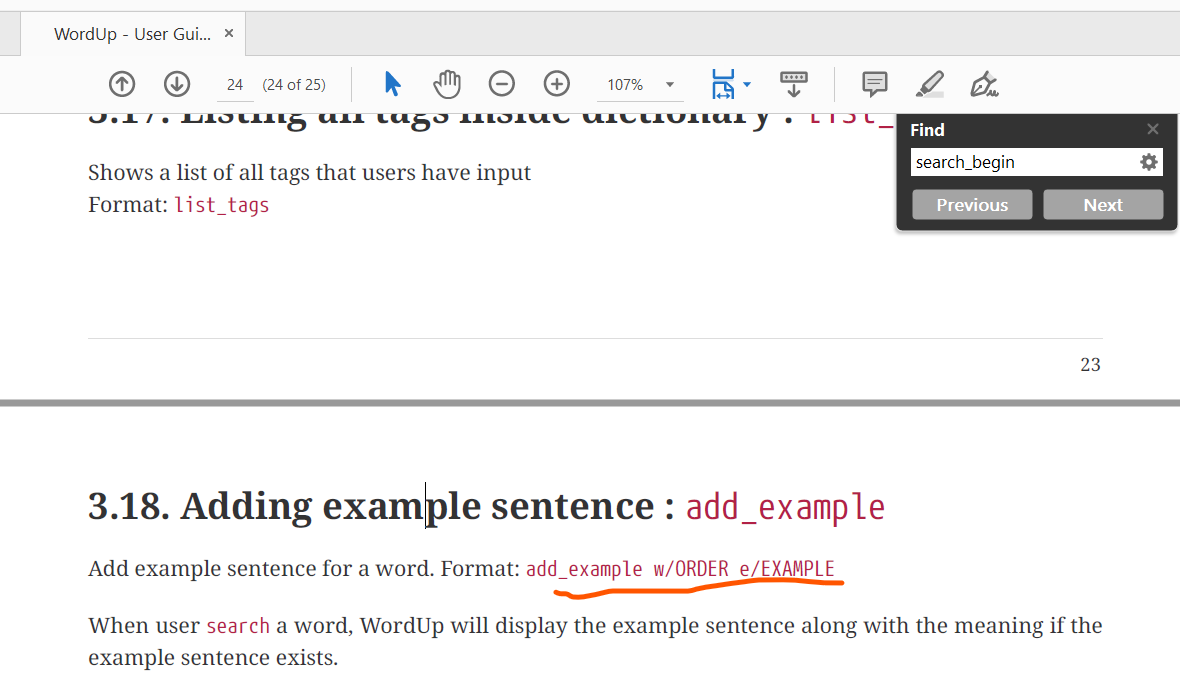 WordUp - User Gui... ×
24 (24 of 25) 107%
3.17. Listing all tags inside dictionary : list_
Find ×
search_begin
Previous Next
Shows a list of all tags that users have input
Format: list_tags
23
3.18. Adding example sentence : add_example
Add example sentence for a word. Format: add_example w/ORDER e/EXAMPLE
When user search a word, WordUp will display the example sentence along with the meaning if the
example sentence exists.